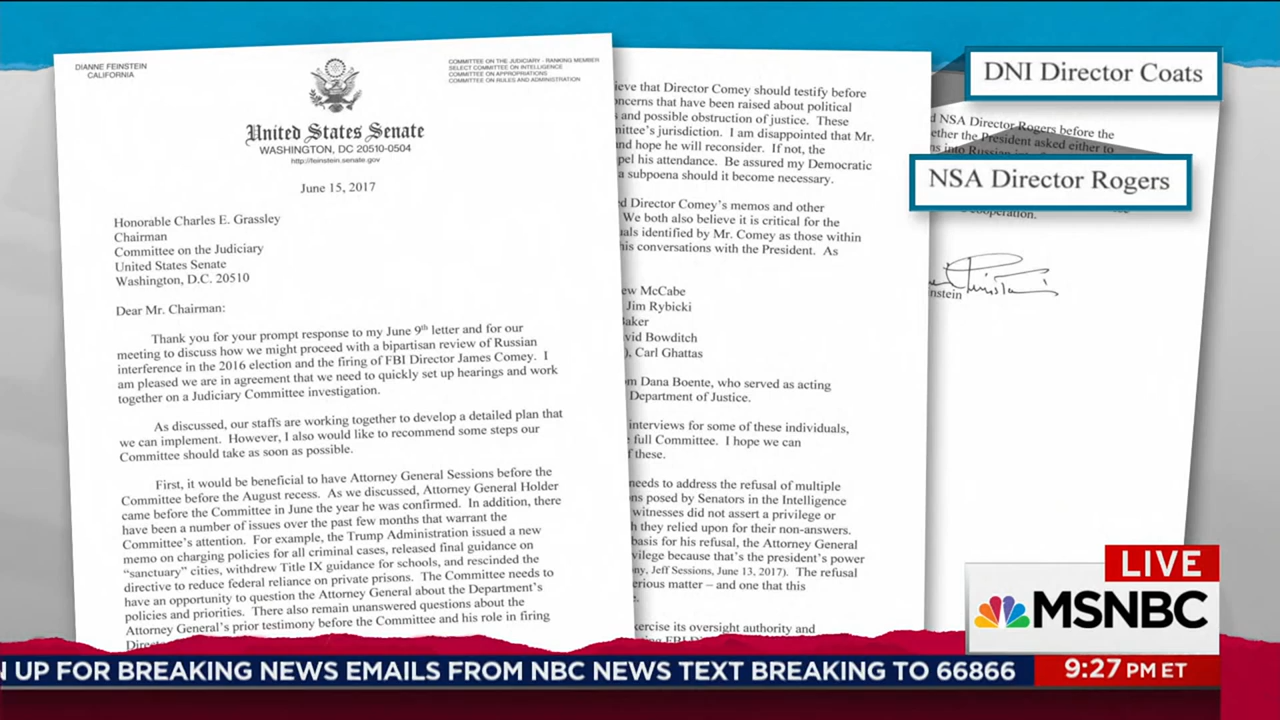 DIANNE FEINSTEIN
CALIFORNIA
COMMITTEE ON THE JUDICIARY - RANKING MEMBER
SELECT COMMITTEE ON INTELLIGENCE
COMMITTEE ON APPROPRIATIONS
COMMITTEE ON RULES AND ADMINISTRATION
United States Senate
WASHINGTON, DC 20510-0504
http://feinstein.senate.gov
June 15, 2017
Honorable Charles E. Grassley
Chairman
Committee on the Judiciary
United States Senate
Washington, D.C. 20510
Dear Mr. Chairman:
Thank you for your prompt response to my June 9th letter and for our
meeting to discuss how we might proceed with a bipartisan review of Russian
interference in the 2016 election and the firing of FBI Director James Comey. I
am pleased we are in agreement that we need to quickly set up hearings and work
together on a Judiciary Committee investigation.
As discussed, our staffs are working together to develop a detailed plan that
we can implement. However, I also would like to recommend some steps our
Committee should take as soon as possible.
First, it would be beneficial to have Attorney General Sessions before the
Committee before the August recess. As we discussed, Attorney General Holder
came before the Committee in June the year he was confirmed. In addition, there
have been a number of issues over the past few months that warrant the
Committee's attention. For example, the Trump Administration issued a new
memo on charging policies for all criminal cases, released final guidance on
"sanctuary" cities, withdrew Title IX guidance for schools, and rescinded the
directive to reduce federal reliance on private prisons. The Committee needs to
have an opportunity to question the Attorney General about the Department's
policies and priorities. There also remain unanswered questions about the
Attorney General's prior testimony before the Committee and his role in firing
ieve that Director Comey should testify before
ncerns that have been raised about political
s and possible obstruction of justice. These
mittee's jurisdiction. I am disappointed that Mr.
nd hope he will reconsider. If not, the
pel his attendance. Be assured my Democratic
a subpoena should it become necessary.
d Director Comey's memos and other
We both also believe it is critical for the
als identified by Mr. Comey as those within
his conversations with the President. As
ew McCabe
Jim Rybicki
Baker
vid Bowditch
), Carl Ghattas
m Dana Boente, who served as acting
Department of Justice.
interviews for some of these individuals,
full Committee. I hope we can
f these.
needs to address the refusal of multiple
ns posed by Senators in the Intelligence
witnesses did not assert a privilege or
h they relied upon for their non-answers.
basis for his refusal, the Attorney General
vilege because that's the president's power
ny, Jeff Sessions, June 13, 2017). The refusal
erious matter – and one that this
e.
xercise its oversight authority and
DNI Director Coats
d NSA Director Rogers before the
ether the President asked either to
NSA Director Rogers
cooperation.
nstein
LIVE
MSNBC
N UP FOR BREAKING NEWS EMAILS FROM NBC NEWS TEXT BREAKING TO 66866
9:27 PM ET